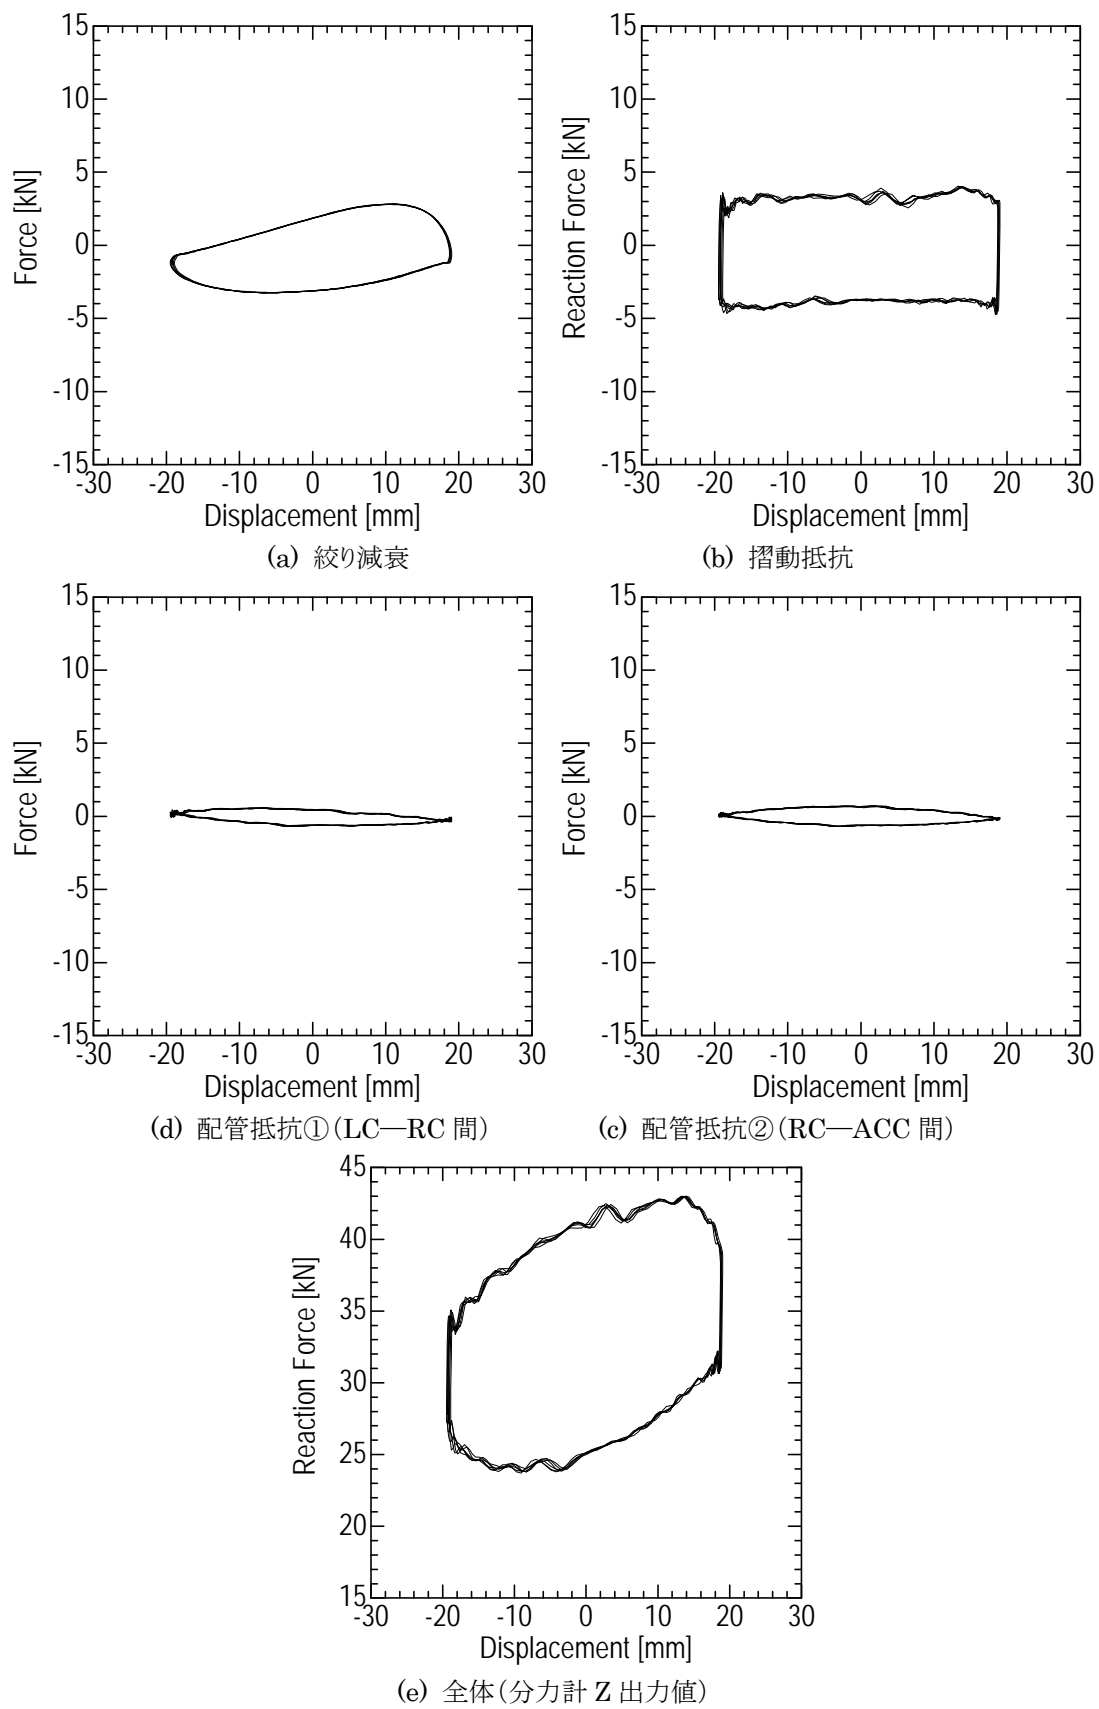 15
10
5
0
-5
-10
-15
-30 -20 -10 0 10 20 30
Force [kN]
Displacement [mm]
(a) 絞り減衰
15
10
5
0
-5
-10
-15
-30 -20 -10 0 10 20 30
Reaction Force [kN]
Displacement [mm]
(b) 摺動抵抗
15
10
5
0
-5
-10
-15
-30 -20 -10 0 10 20 30
Force [kN]
Displacement [mm]
(d) 配管抵抗①(LC―RC 間)
15
10
5
0
-5
-10
-15
-30 -20 -10 0 10 20 30
Force [kN]
Displacement [mm]
(c) 配管抵抗②(RC―ACC 間)
45
40
35
30
25
20
15
-30 -20 -10 0 10 20 30
Reaction Force [kN]
Displacement [mm]
(e) 全体(分力計 Z 出力値)